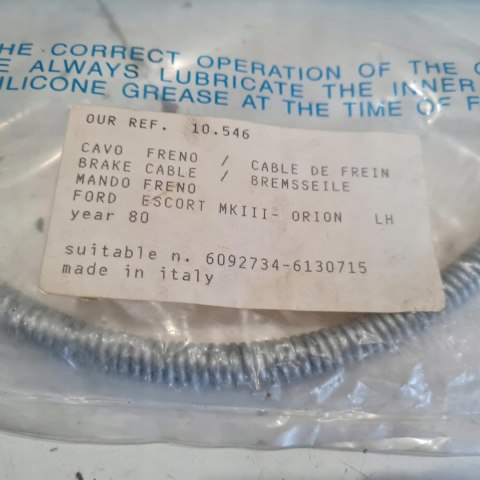 HE CORRECT OPERATION OF THE
E ALWAYS LUBRICATE THE INNER
ILICONE GREASE AT THE TIME OF F
OUR REF. 10.546
CAVO FRENO / CABLE DE FREIN
BRAKE CABLE / BREMSSEILE
MANDO FRENO
FORD ESCORT MKIII- ORION LH
year 80
suitable n. 6092734-6130715
made in italy